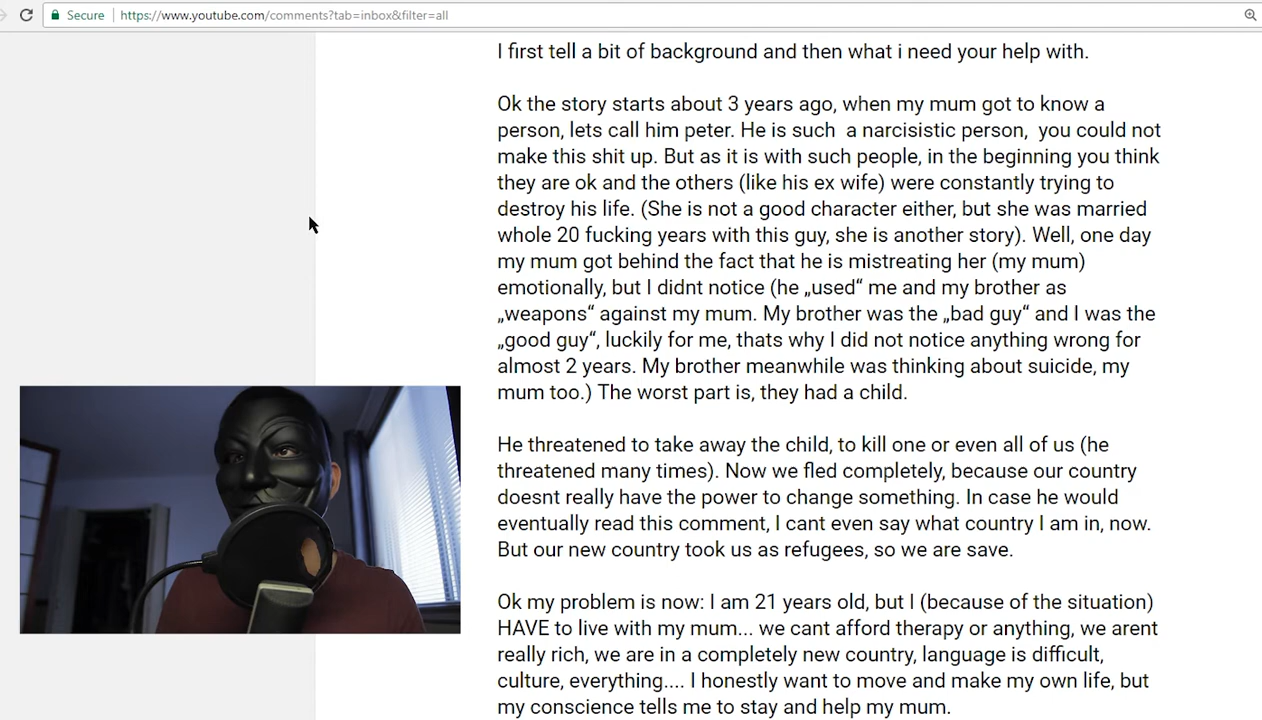 Secure https://www.youtube.com/comments?tab=inbox&filter=all
I first tell a bit of background and then what i need your help with.
Ok the story starts about 3 years ago, when my mum got to know a
person, lets call him peter. He is such  a narcisistic person,  you could not
make this shit up. But as it is with such people, in the beginning you think
they are ok and the others (like his ex wife) were constantly trying to
destroy his life. (She is not a good character either, but she was married
whole 20 fucking years with this guy, she is another story). Well, one day
my mum got behind the fact that he is mistreating her (my mum)
emotionally, but I didnt notice (he „used“ me and my brother as
„weapons“ against my mum. My brother was the „bad guy“ and I was the
„good guy“, luckily for me, thats why I did not notice anything wrong for
almost 2 years. My brother meanwhile was thinking about suicide, my
mum too.) The worst part is, they had a child.
He threatened to take away the child, to kill one or even all of us (he
threatened many times). Now we fled completely, because our country
doesnt really have the power to change something. In case he would
eventually read this comment, I cant even say what country I am in, now.
But our new country took us as refugees, so we are save.
Ok my problem is now: I am 21 years old, but I (because of the situation)
HAVE to live with my mum... we cant afford therapy or anything, we arent
really rich, we are in a completely new country, language is difficult,
culture, everything.... I honestly want to move and make my own life, but
my conscience tells me to stay and help my mum.